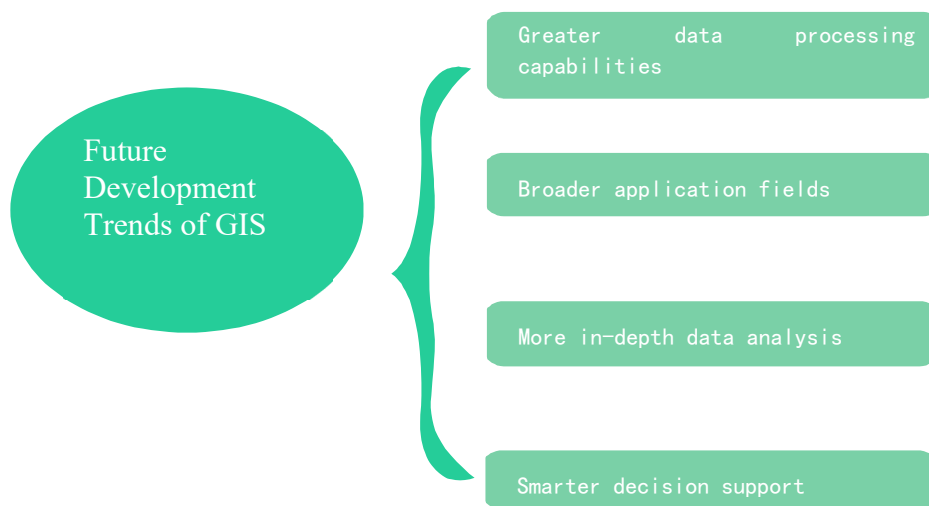 Future
Development
Trends of GIS
Greater data processing
capabilities
Broader application fields
More in-depth data analysis
Smarter decision support